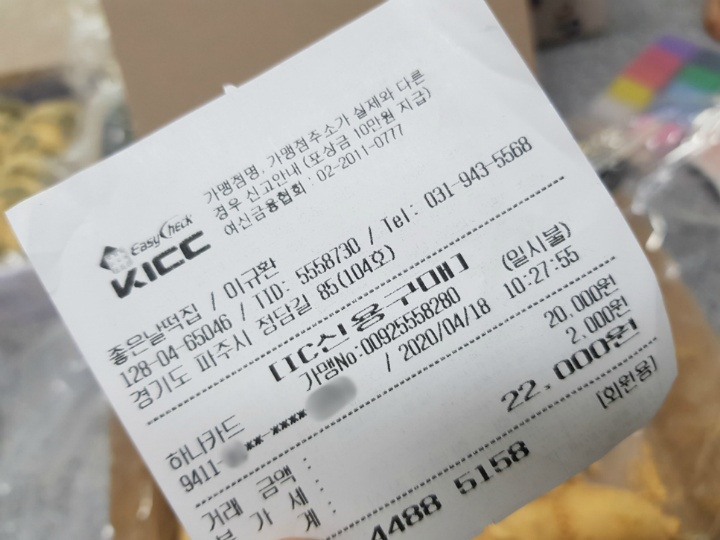 가맹점명, 가맹점주소가 실제와 다른
경우 신고안내 (포상금 10만원 지급)
여신금융협회 : 02-2011-0777
EasyCheck
KICC
좋은날떡집 / 이규환
128-04-65046 / TID: 5558730 / Tel: 031-943-5568
경기도 파주시 정담길 85(104호)
[IC신용구매]
가맹No:00925558280 (일시불)
/ 2020/04/18 10:27:55
하나카드
9411- **-****
거래 금액 : 20,000원
부 가 세 : 2,000원
계 : 22,000원
4488 5158
[회원용]